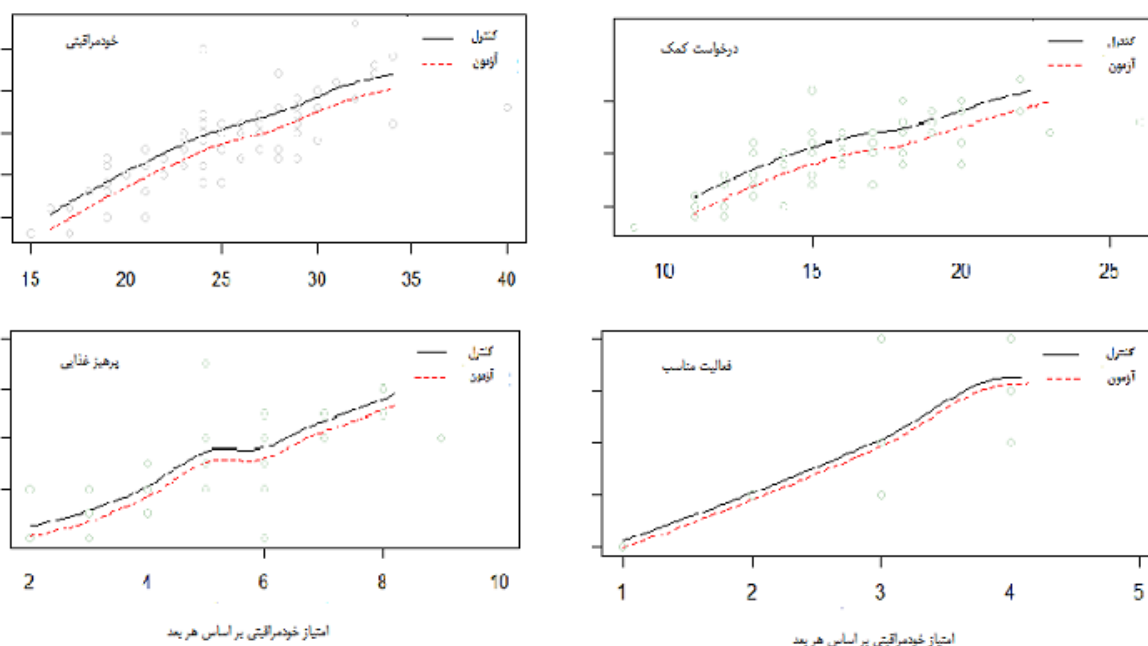 خودمراقبتی
کنترل
آزمون
15 20 25 30 35 40
درخواست کمک
کنترل
آزمون
10 15 20 25
پرهیز غذایی
کنترل
آزمون
2 4 6 8 10
امتیاز خودمراقبتی بر اساس هر بعد
فعالیت مناسب
کنترل
آزمون
1 2 3 4 5
امتیاز خودمراقبتی بر اساس هر بعد